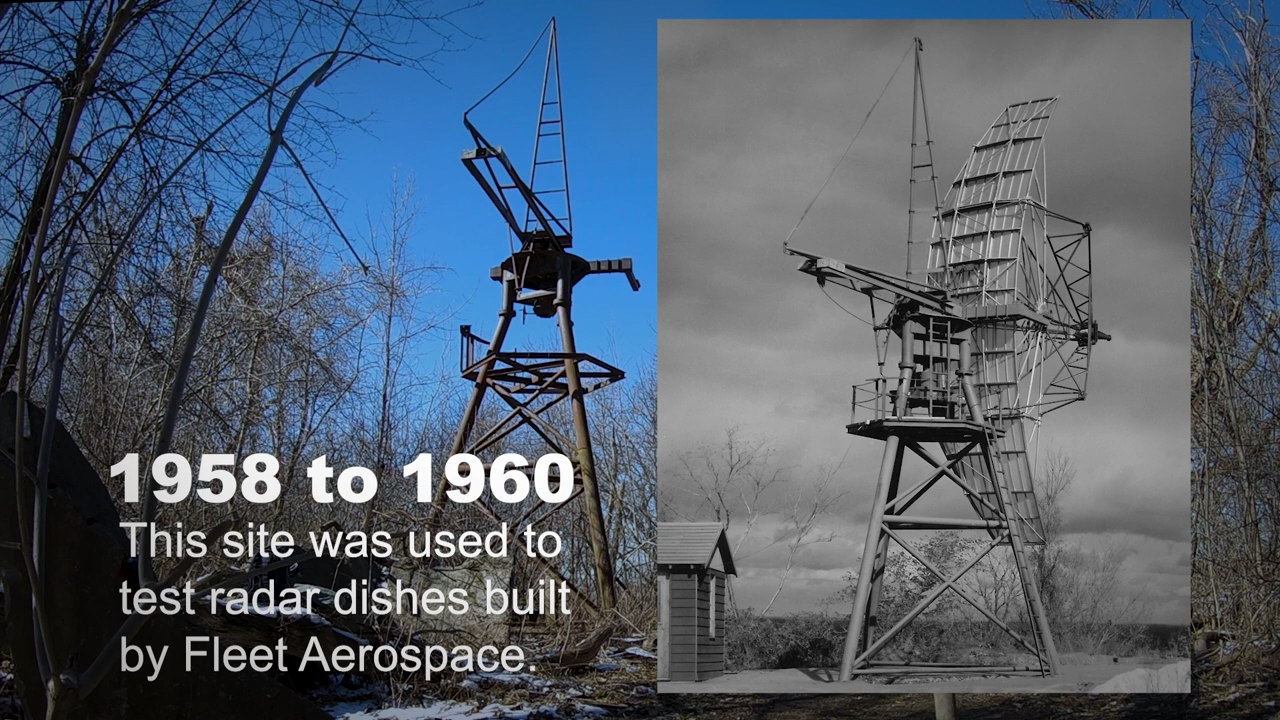 1958 to 1960
This site was used to
test radar dishes built
by Fleet Aerospace.